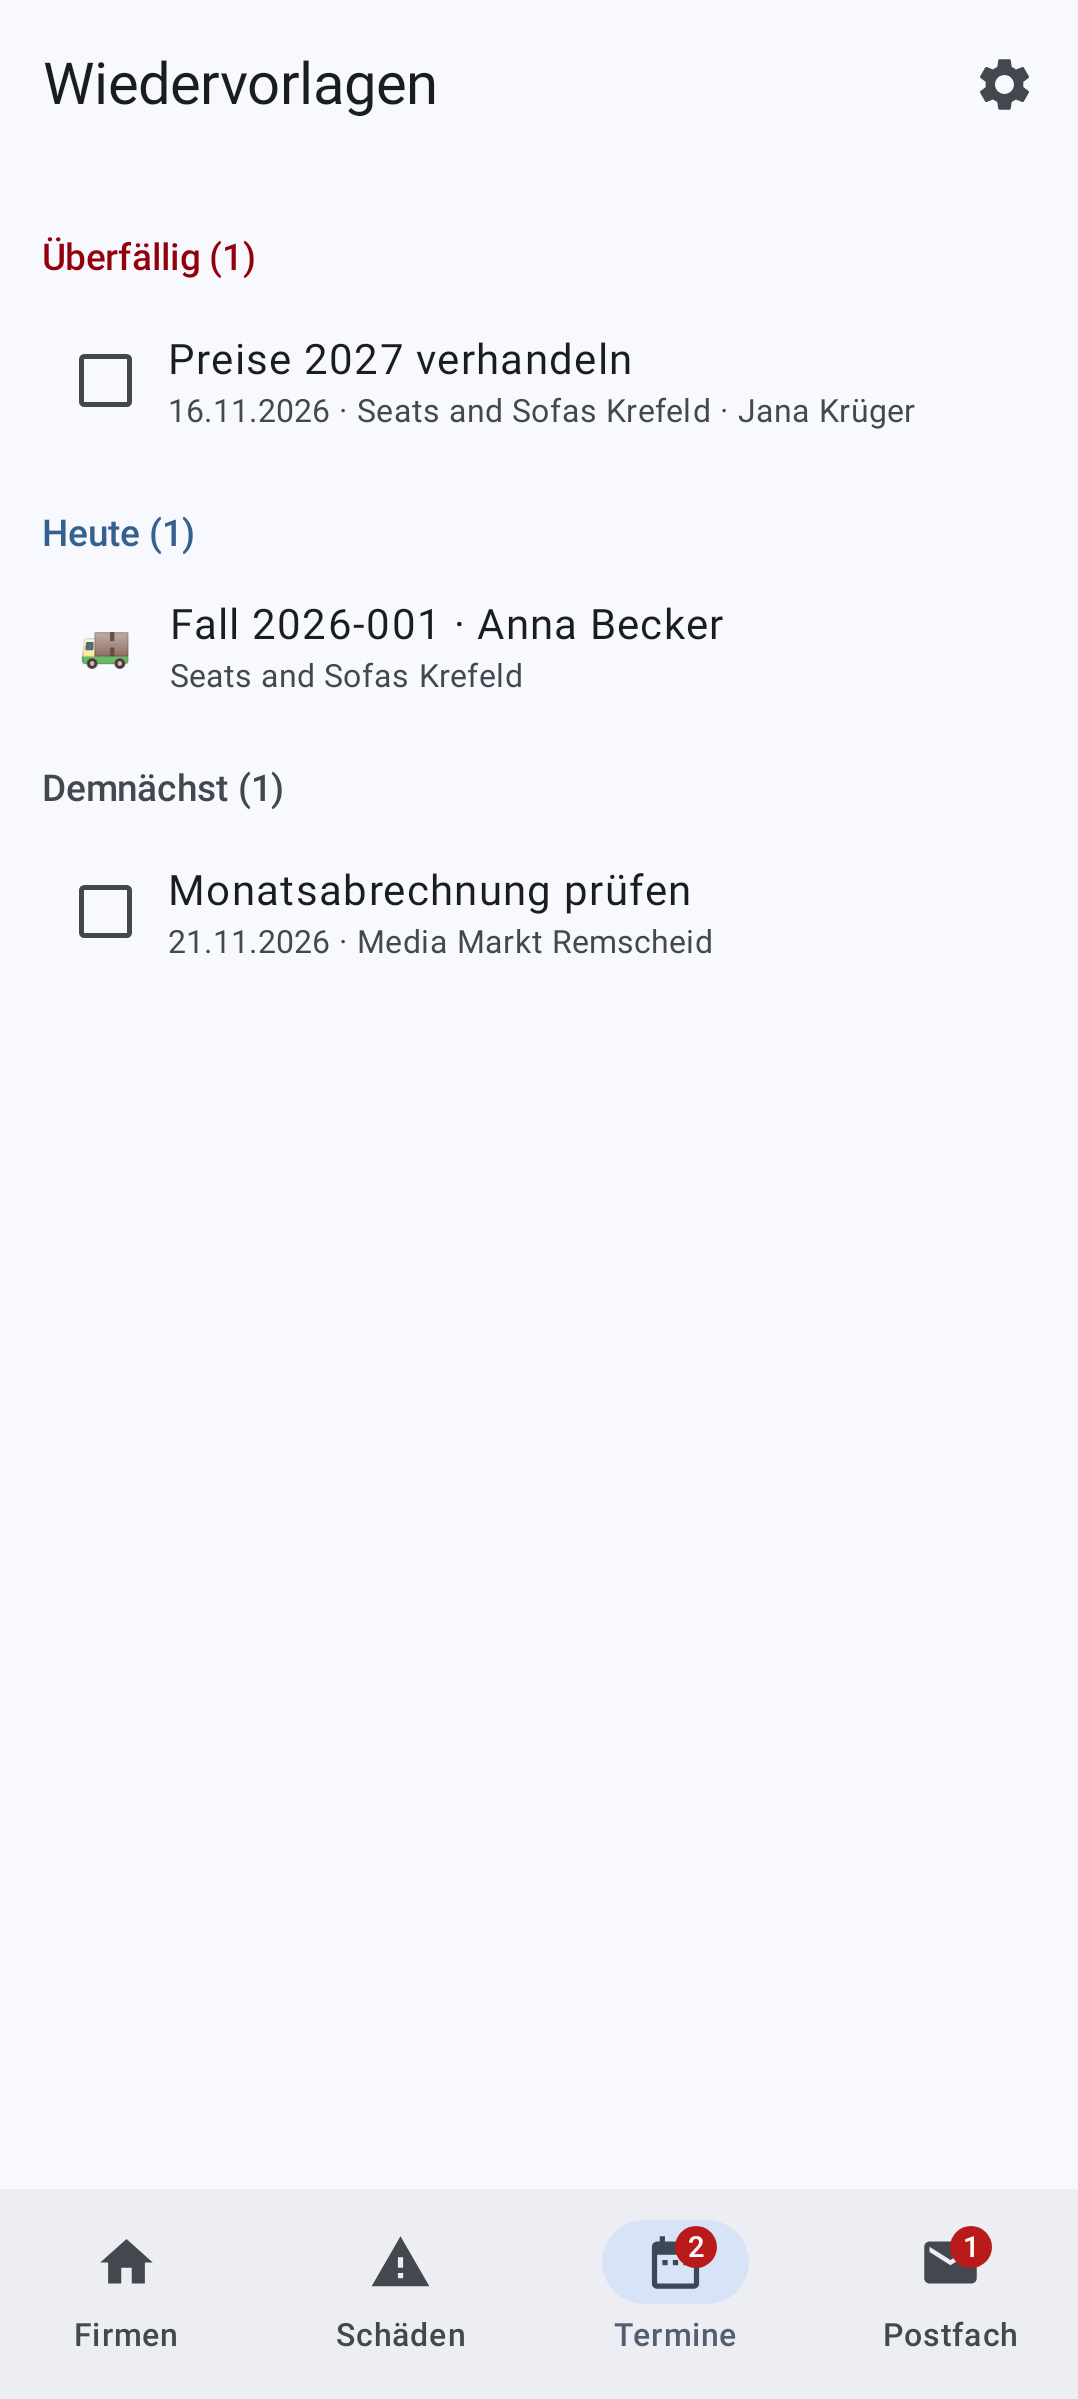 Wiedervorlagen
Überfällig (1)
Preise 2027 verhandeln
16.11.2026 · Seats and Sofas Krefeld · Jana Krüger
Heute (1)
Fall 2026-001 · Anna Becker
Seats and Sofas Krefeld
Demnächst (1)
Monatsabrechnung prüfen
21.11.2026 · Media Markt Remscheid
2
1
Firmen
Schäden
Termine
Postfach